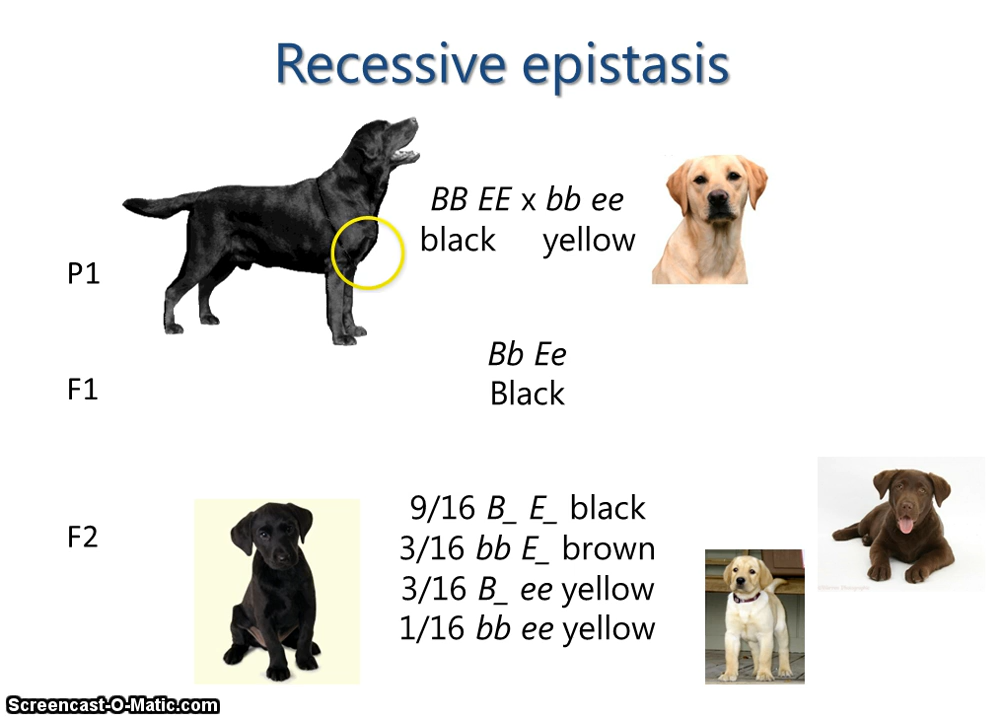 Recessive epistasis
BB EE x bb ee
black yellow
P1
Bb Ee
F1
Black
9/16 B_ E_ black
F2
3/16 bb E_ brown
3/16 B_ ee yellow
1/16 bb ee yellow
Screencast-O-Matic.com